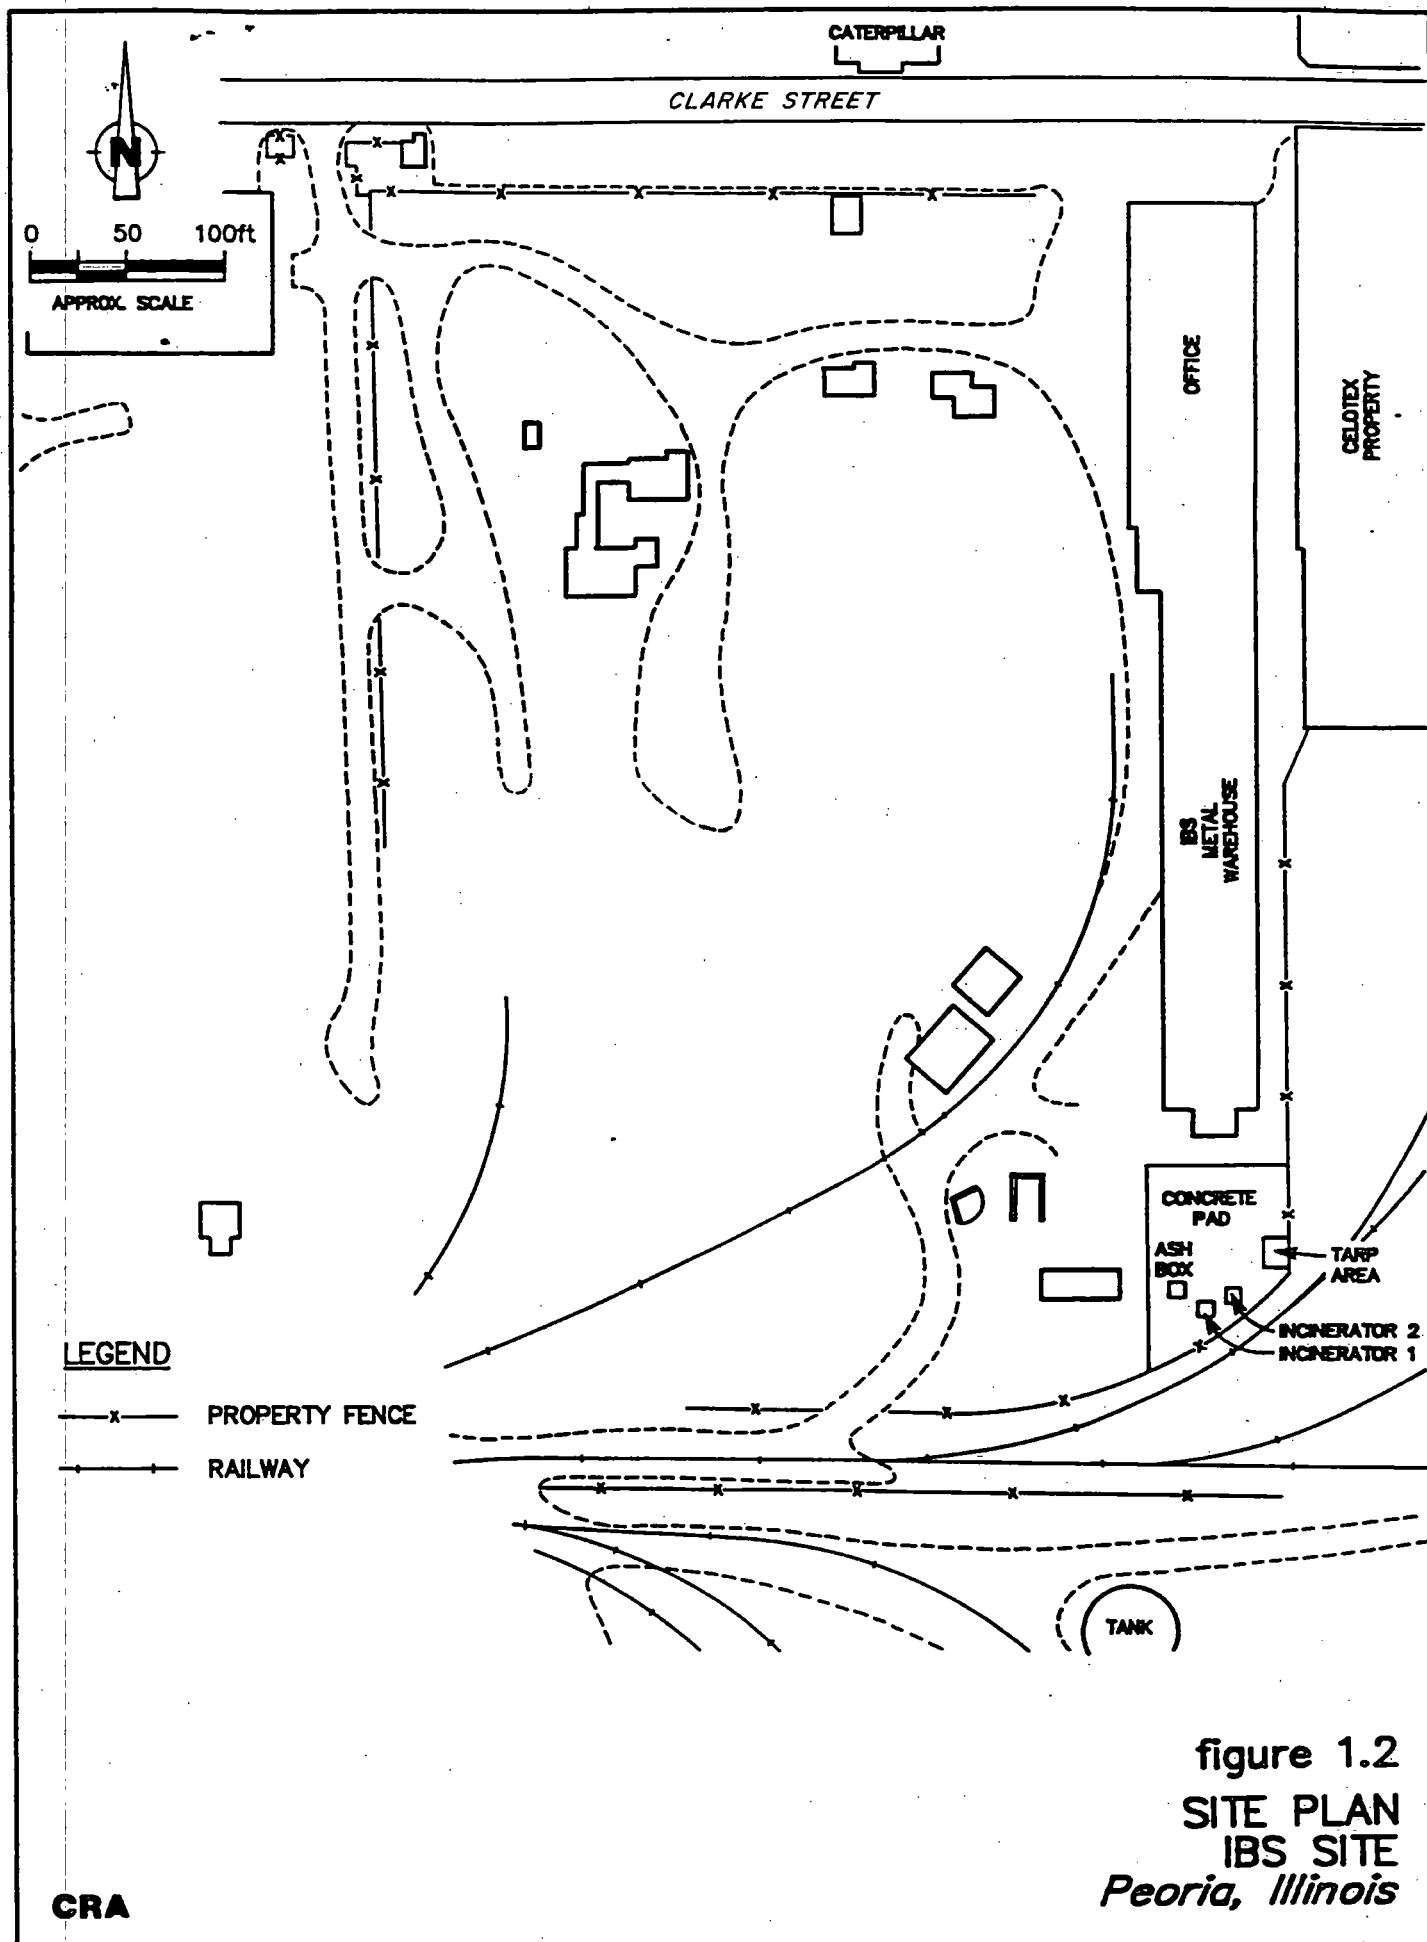 CATERPILLAR
CLARKE STREET
N
0 50 100ft
APPROX. SCALE
OFFICE
CELOTEX
PROPERTY
IBS
METAL
WAREHOUSE
CONCRETE
PAD
ASH
BOX
TARP
AREA
INCINERATOR 2
INCINERATOR 1
LEGEND
x PROPERTY FENCE
RAILWAY
TANK
figure 1.2
SITE PLAN
IBS SITE
Peoria, Illinois
CRA